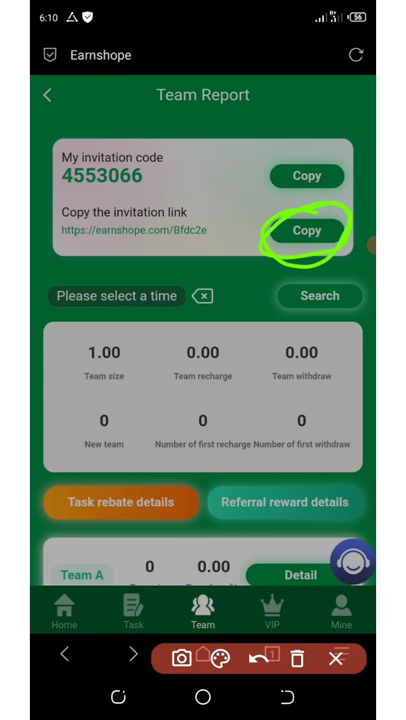 6:10
56
Earnshope
Team Report
My invitation code
4553066
Copy
Copy the invitation link
https://earnshope.com/Bfdc2e
Copy
Please select a time
Search
1.00
0.00
0.00
Team size
Team recharge
Team withdraw
0
0
0
New team
Number of first recharge
Number of first withdraw
Task rebate details
Referral reward details
Team A
0
0.00
Detail
Home
Task
Team
VIP
Mine
1